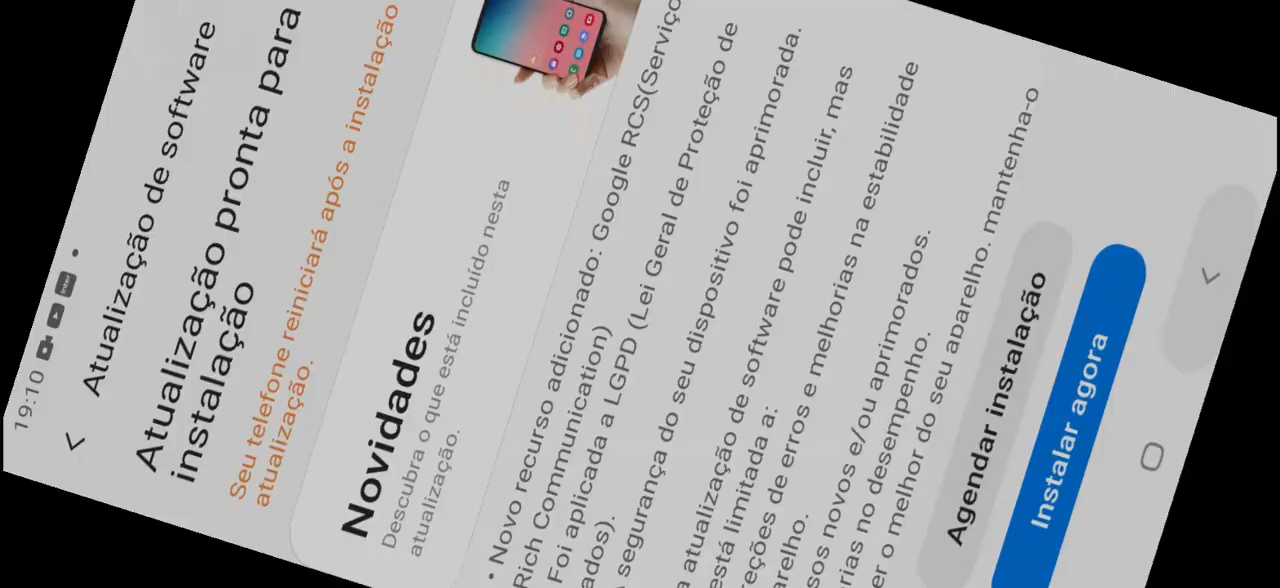 19:10
Atualização de software
Atualização pronta para
instalação
Seu telefone reiniciará após a instalação
atualização.
Novidades
Descubra o que está incluído nesta
atualização.
• Novo recurso adicionado: Google RCS(Serviço
Rich Communication)
Foi aplicada a LGPD (Lei Geral de Proteção de
ados).
segurança do seu dispositivo foi aprimorada.
a atualização de software pode incluir, mas
está limitada a:
reções de erros e melhorias na estabilidade
arelho.
sos novos e/ou aprimorados.
rias no desempenho.
er o melhor do seu aparelho. mantenha-o
Agendar instalação
Instalar agora